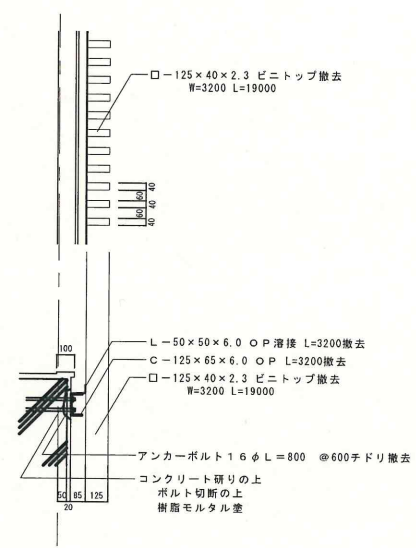 ロ－125×40×2.3 ビニトップ撤去
W=3200 L=19000
40
60
40
60
40
100
L－50×50×6.0 OP溶接 L=3200撤去
C－125×65×6.0 OP L=3200撤去
ロ－125×40×2.3 ビニトップ撤去
W=3200 L=19000
アンカーボルト16φL=800 @600チドリ撤去
コンクリート研りの上
ボルト切断の上
樹脂モルタル塗
50 85 125
20